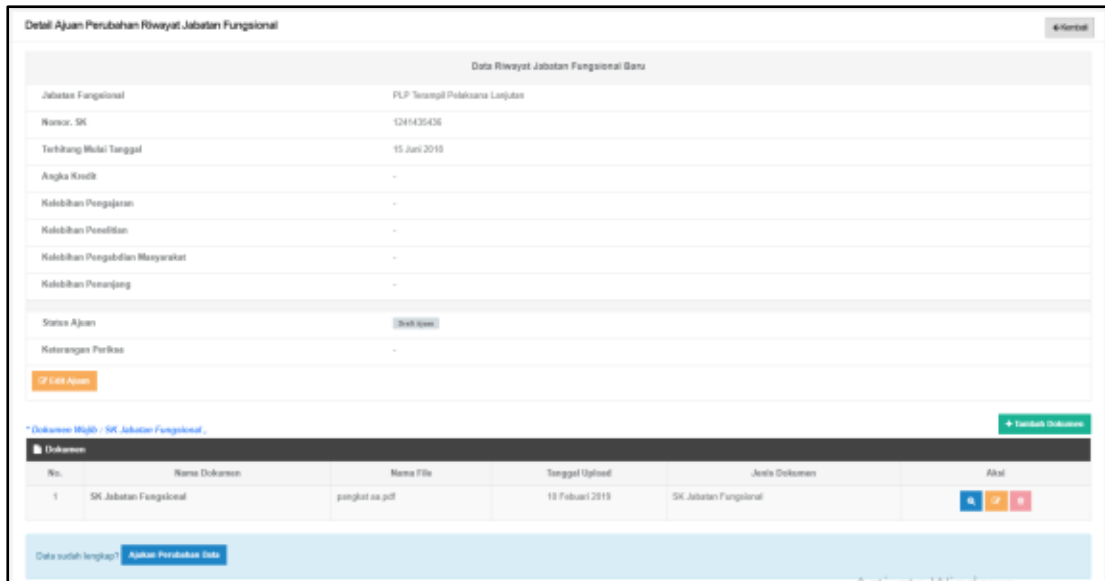 Detail Ajuan Perubahan Riwayat Jabatan Fungsional
Kembali
Data Riwayat Jabatan Fungsional Baru
Jabatan Fungsional PLP Terampil Pelaksana Lanjutan
Nomor. SK 1241435436
Terhitung Mulai Tanggal 15 Juni 2018
Angka Kredit -
Kelebihan Pengajaran -
Kelebihan Penelitian -
Kelebihan Pengabdian Masyarakat -
Kelebihan Penunjang -
Status Ajuan Draft Ajuan
Keterangan Periksa -
Edit Ajuan
+ Tambah Dokumen
* Dokumen Wajib : SK Jabatan Fungsional ,
Dokumen
No. Nama Dokumen Nama File Tanggal Upload Jenis Dokumen Aksi
1 SK Jabatan Fungsional pangkat aa.pdf 18 Febuari 2019 SK Jabatan Fungsional
Data sudah lengkap? Ajukan Perubahan Data